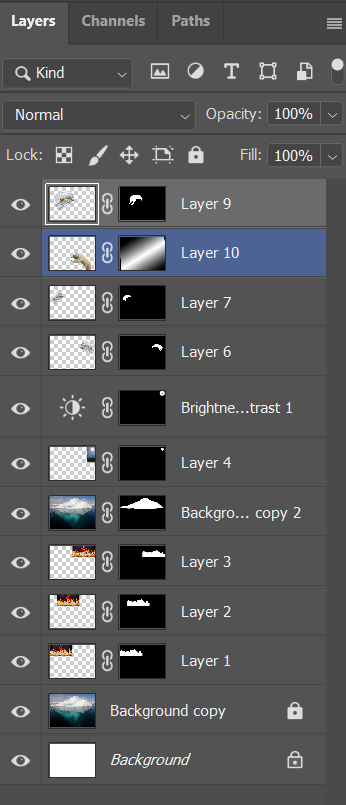 Layers Channels Paths
Kind
Normal Opacity: 100%
Lock: Fill: 100%
Layer 9
Layer 10
Layer 7
Layer 6
Brightne...trast 1
Layer 4
Backgro... copy 2
Layer 3
Layer 2
Layer 1
Background copy
Background